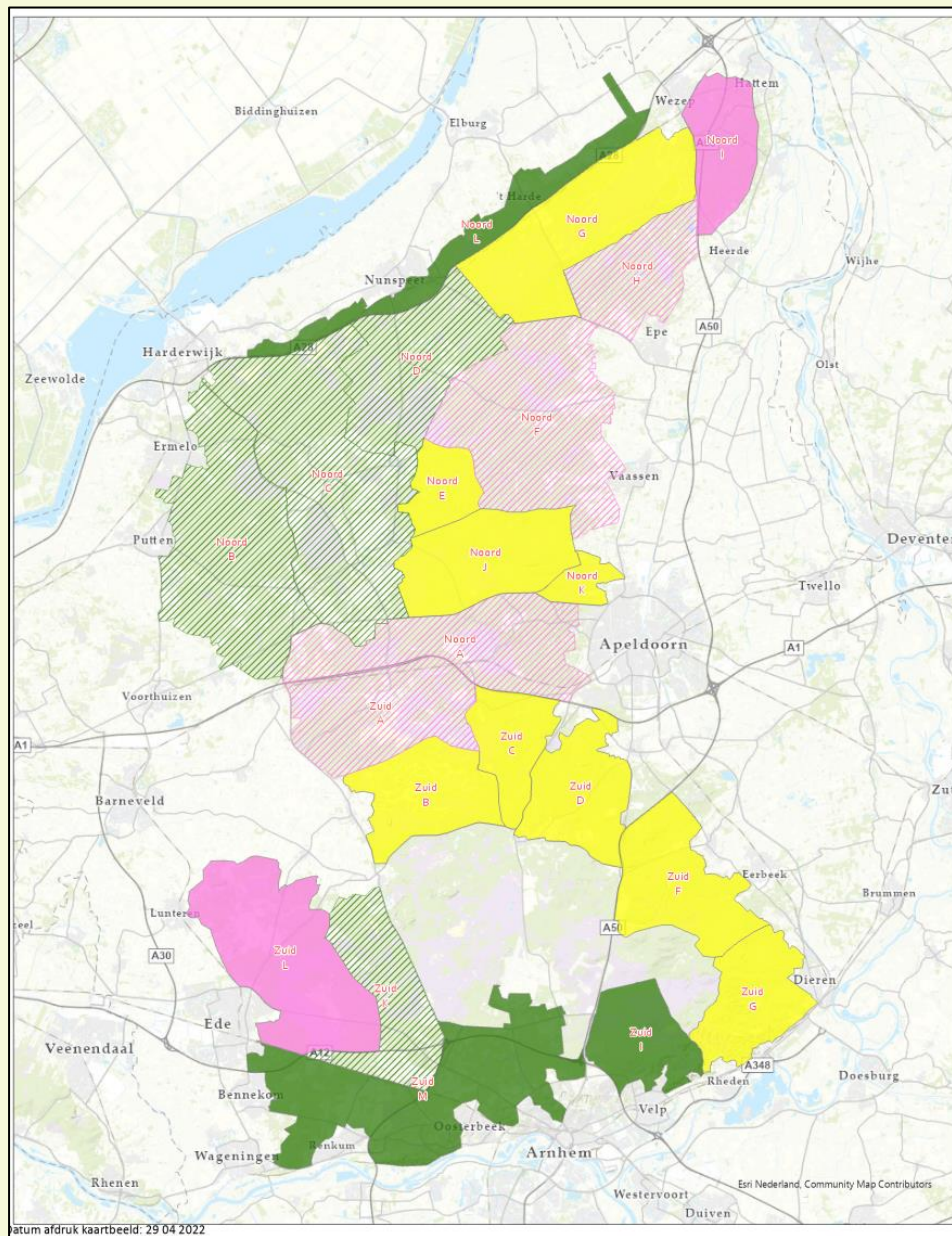 Hattem
Wezep
Biddinghuizen
Elburg
Noord
I
A28
't Harde
Noord
G
Noord
L
Heerde
Wijhe
Noord
H
Nunspeet
A50
Epe
A28
Harderwijk
Noord
D
Olst
Zeewolde
Noord
F
Ermelo
Vaassen
Noord
E
Noord
C
Putten
Noord
B
Deventer
Noord
J
Noord
K
Twello
Noord
A
Apeldoorn
A1
Voorthuizen
Zuid
A
Zuid
C
A1
Zuid
B
Zuid
D
Barneveld
Zuid
F
Eerbeek
Brummen
Lunteren
A50
A30
Zuid
L
Zuid
K
Zuid
G
Dieren
Ede
Zuid
I
Veenendaal
A12
A348
Rheden
Doesburg
Zuid
M
Bennekom
Velp
Oosterbeek
Renkum
Wageningen
Arnhem
Rhenen
Westervoort
Duiven
Esri Nederland, Community Map Contributors
Datum afdruk kaartbeeld: 29 04 2022